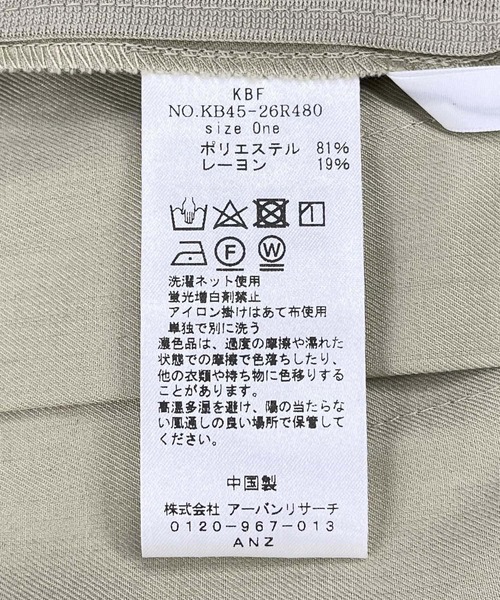 KBF
NO.KB45-26R480
size One
ポリエステル 81%
レーヨン 19%
F W
洗濯ネット使用
蛍光増白剤禁止
アイロン掛けはあて布使用
単独で別に洗う
濃色品は、過度の摩擦や濡れた
状態での摩擦で色落ちしたり、
他の衣類や持ち物に色移りする
ことがあります。
高温多湿を避け、陽の当たらな
い風通しの良い場所で保管して
ください。
中国製
株式会社 アーバンリサーチ
0120-967-013
ANZ